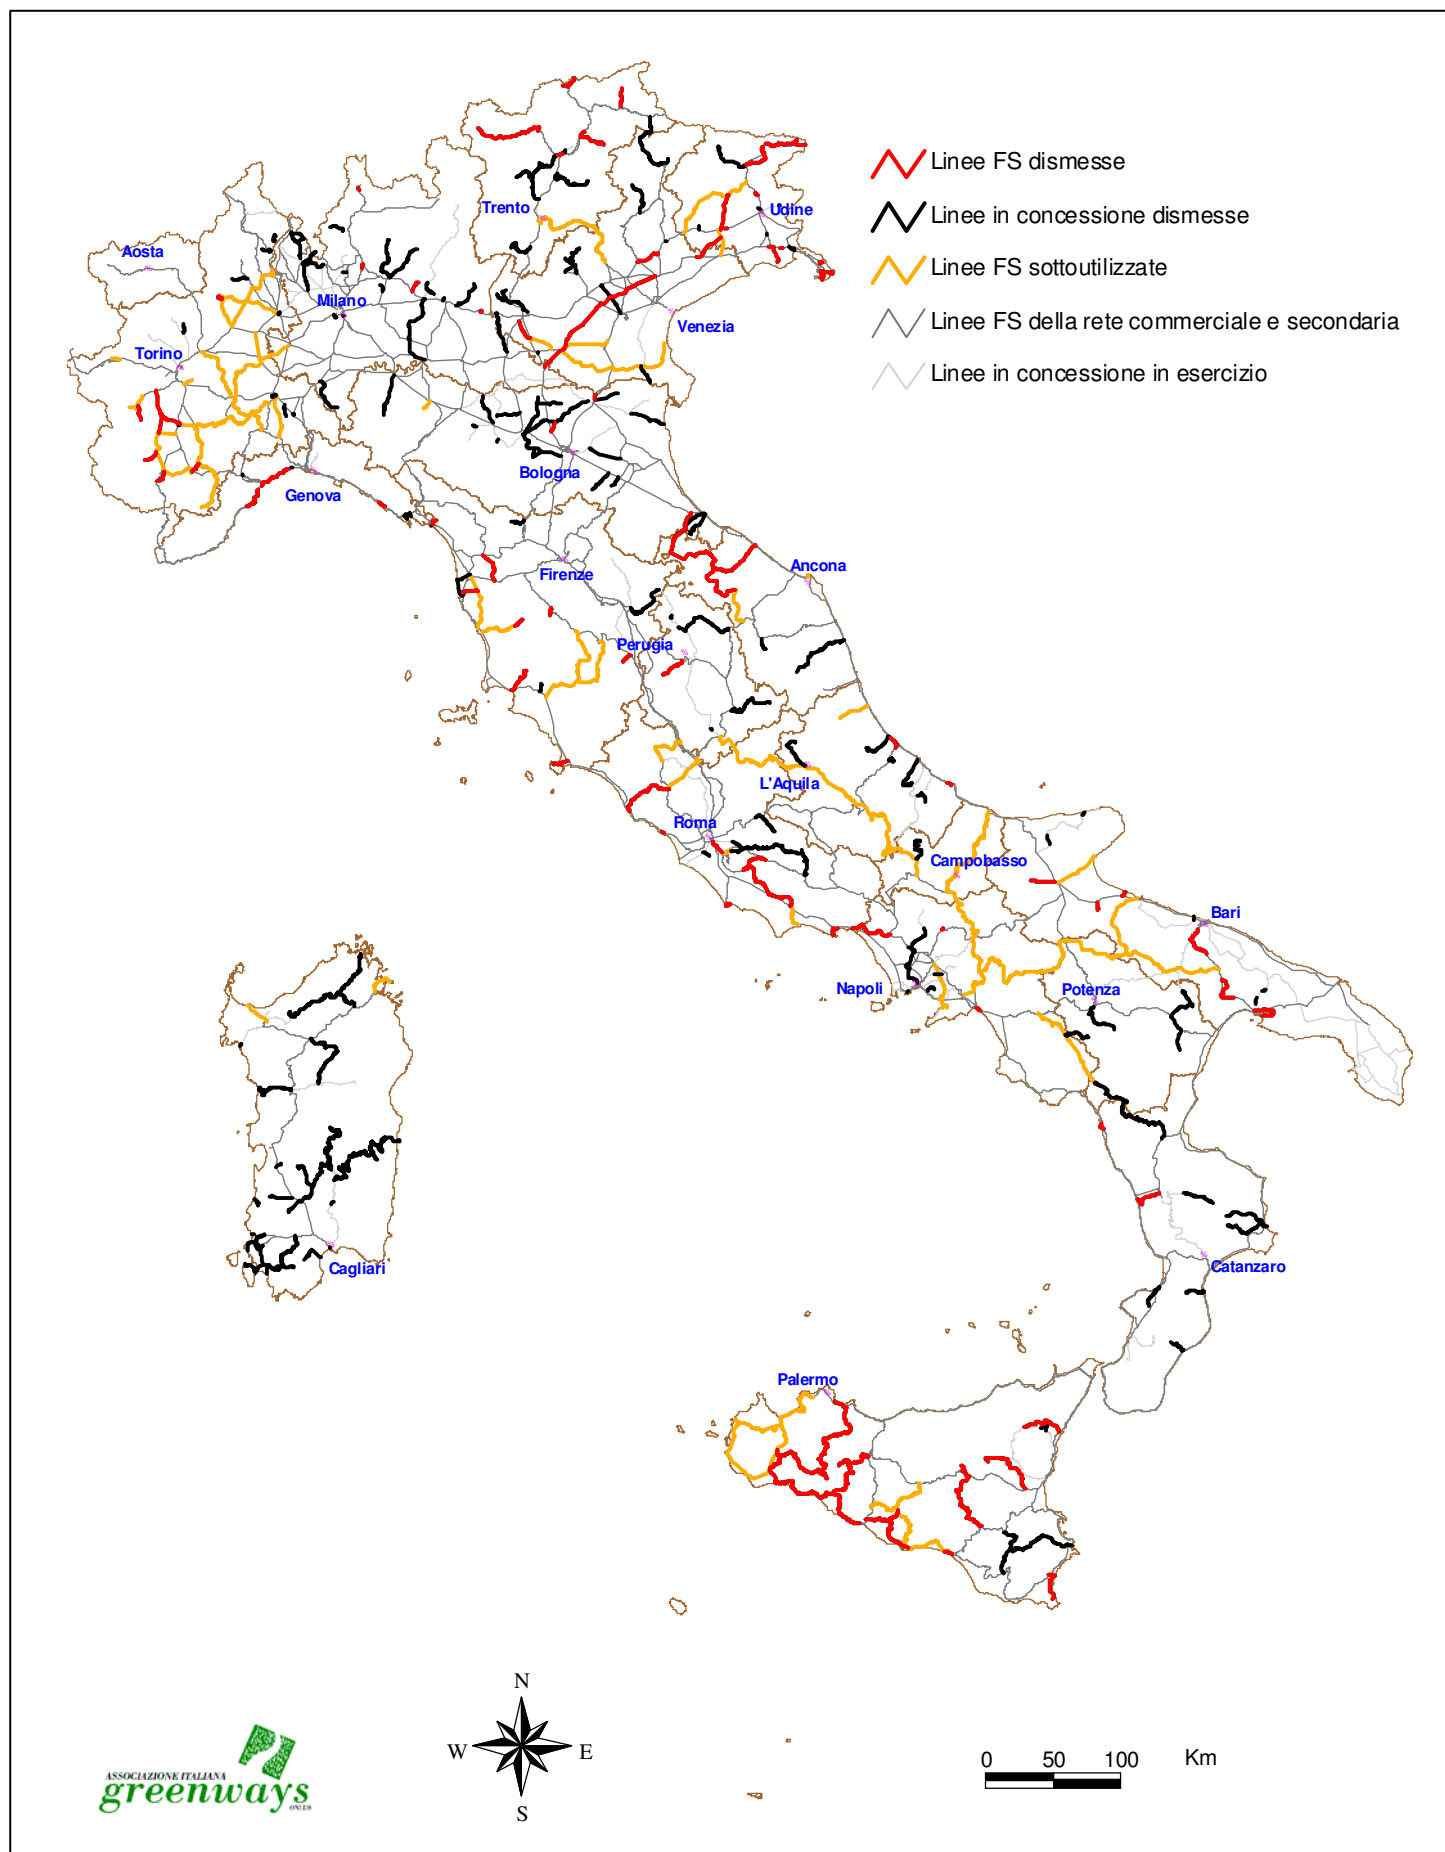 Linee FS dismesse
Linee in concessione dismesse
Linee FS sottoutilizzate
Linee FS della rete commerciale e secondaria
Linee in concessione in esercizio
Trento
Udine
Aosta
Milano
Venezia
Torino
Bologna
Genova
Firenze
Ancona
Perugia
L'Aquila
Roma
Campobasso
Bari
Napoli
Potenza
Cagliari
Catanzaro
Palermo
N
W
E
S
0 50 100 Km
ASSOCIAZIONE ITALIANA
greenways
ONLUS